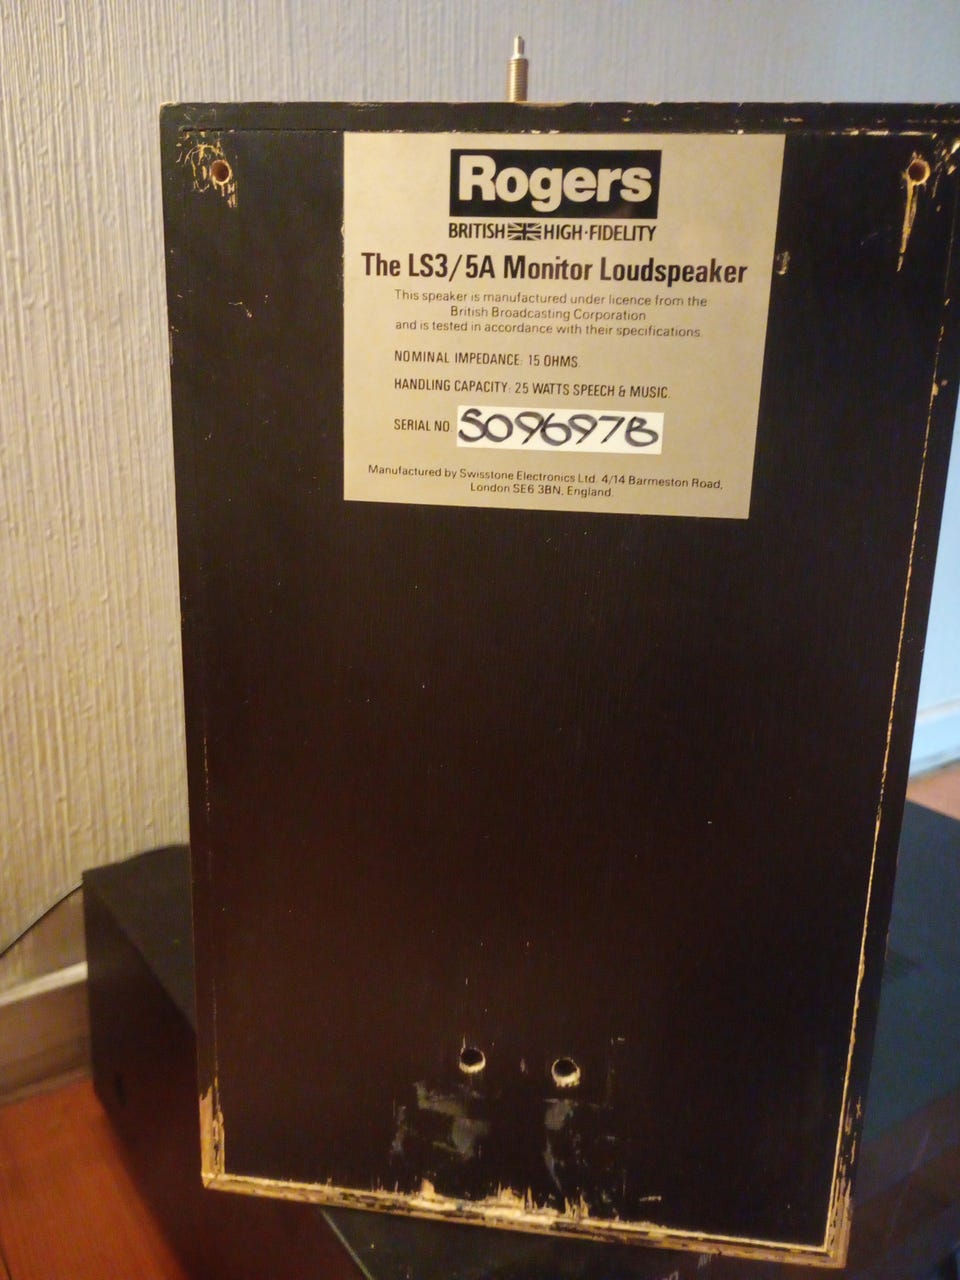 Rogers
BRITISH HIGH·FIDELITY
The LS3/5A Monitor Loudspeaker
This speaker is manufactured under licence from the
British Broadcasting Corporation
and is tested in accordance with their specifications.
NOMINAL IMPEDANCE: 15 OHMS.
HANDLING CAPACITY: 25 WATTS SPEECH & MUSIC.
SERIAL NO. SO9697B
Manufactured by Swisstone Electronics Ltd. 4/14 Barmeston Road,
London SE6 3BN, England.